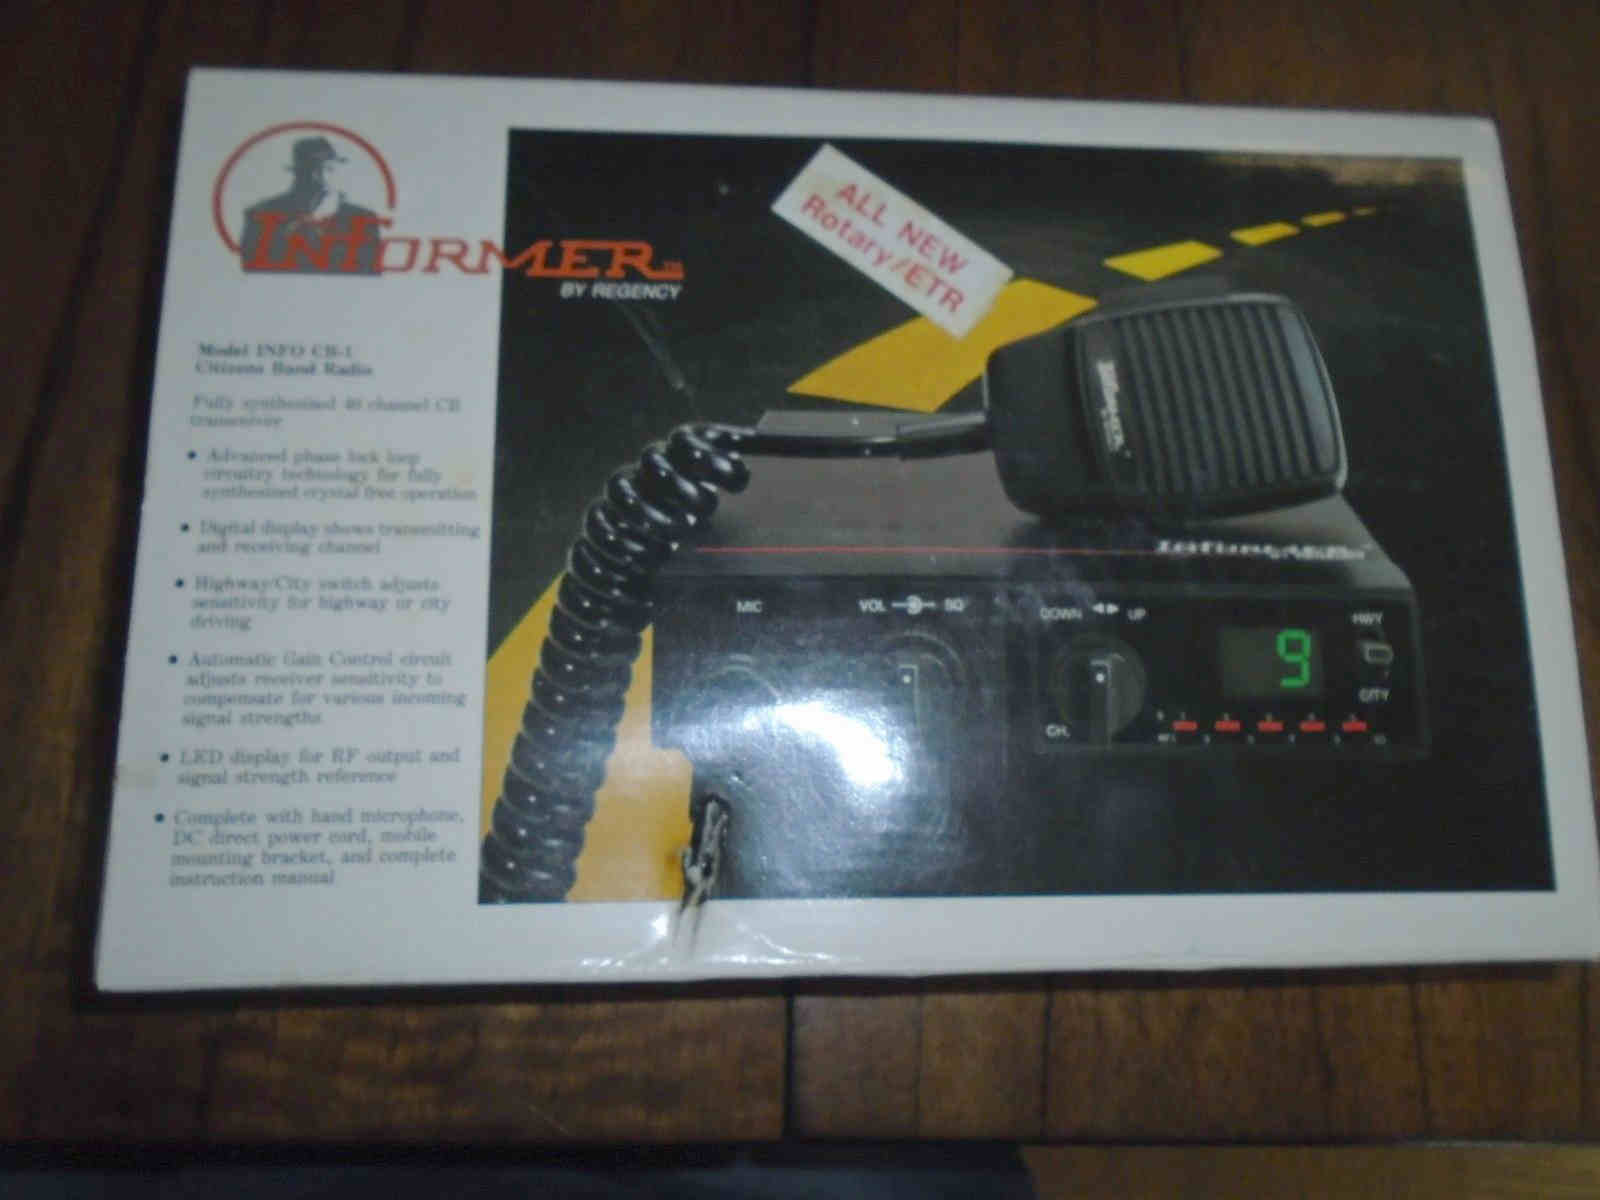 INFORMER
BY REGENCY
ALL NEW
Rotary/ETR
Model INFO CB-1
Citizens Band Radio
Fully synthesized 40 channel CB
transceiver
• Advanced phase lock loop
circuitry technology for fully
synthesized crystal free operation
• Digital display shows transmitting
and receiving channel
• Highway/City switch adjusts
sensitivity for highway or city
driving
• Automatic Gain Control circuit
adjusts receiver sensitivity to
compensate for various incoming
signal strengths
• LED display for RF output and
signal strength reference
• Complete with hand microphone,
DC direct power cord, mobile
mounting bracket, and complete
instruction manual
INFORMER
MIC
VOL SQ
DOWN ◄► UP
CH.
9
HWY
CITY